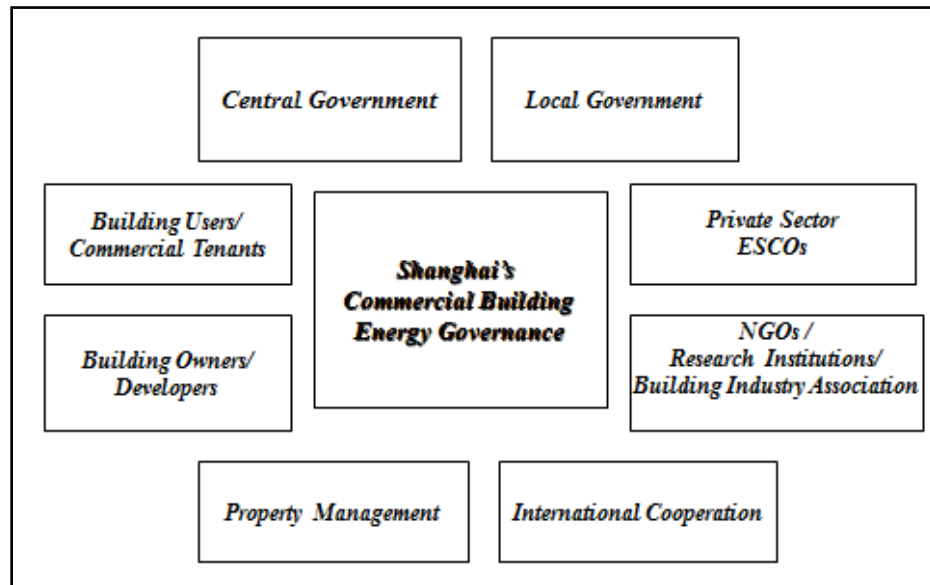 Central Government
Local Government
Building Users/
Commercial Tenants
Shanghai's
Commercial Building
Energy Governance
Private Sector
ESCOs
Building Owners/
Developers
NGOs /
Research Institutions/
Building Industry Association
Property Management
International Cooperation